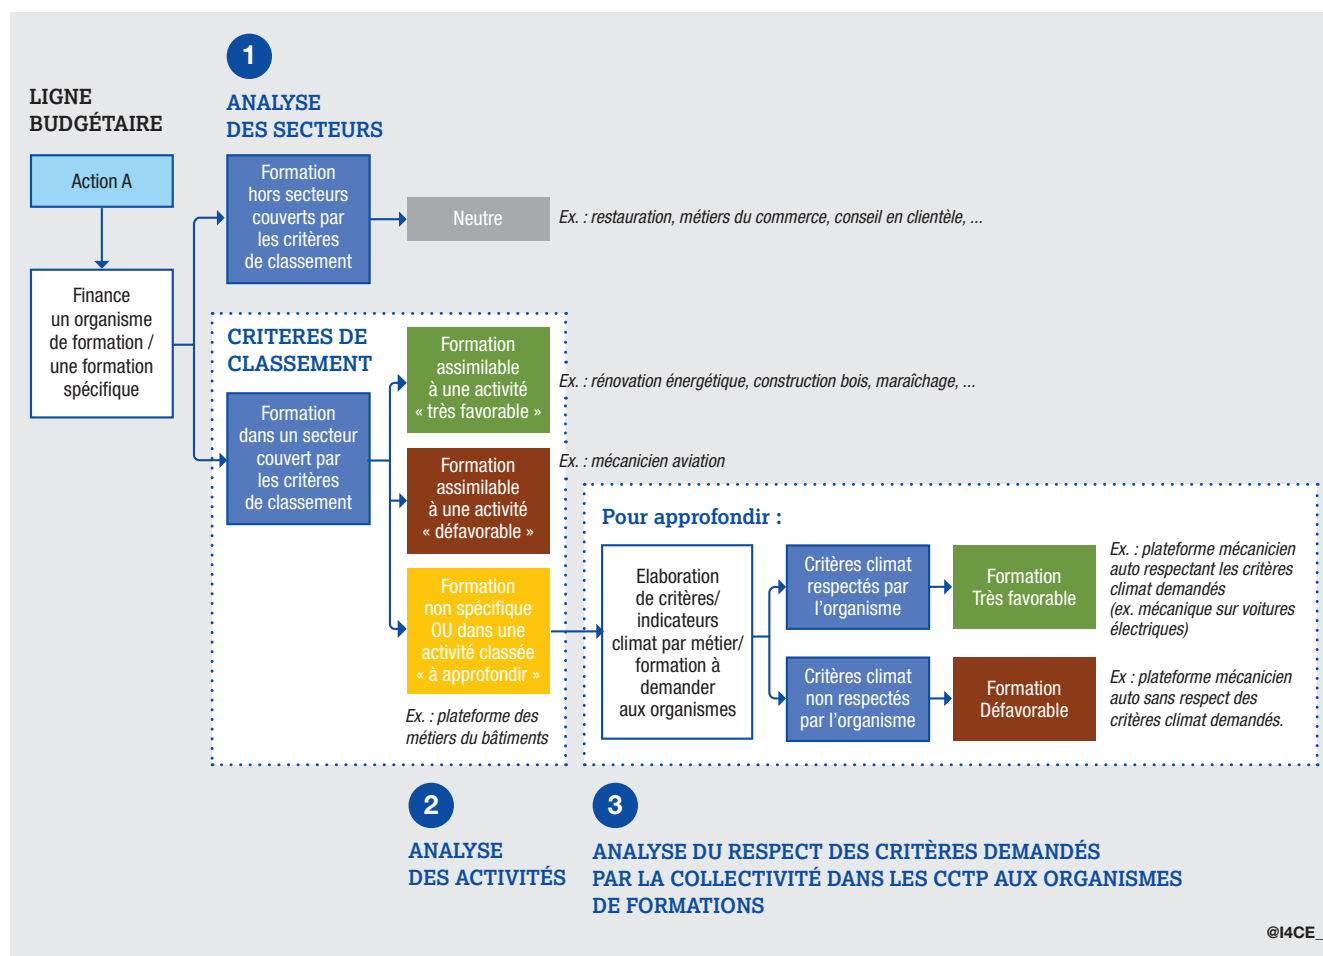 1
ANALYSE
DES SECTEURS
LIGNE
BUDGÉTAIRE
Action A
Finance
un organisme
de formation /
une formation
spécifique
Formation
hors secteurs
couverts par
les critères
de classement
Neutre
Ex. : restauration, métiers du commerce, conseil en clientèle, ...
CRITERES DE
CLASSEMENT
Formation
dans un secteur
couvert par
les critères
de classement
Formation
assimilable
à une activité
« très favorable »
Ex. : rénovation énergétique, construction bois, maraîchage, ...
Formation
assimilable
à une activité
« défavorable »
Ex. : mécanicien aviation
Formation
non spécifique
OU dans une
activité classée
« à approfondir »
Ex. : plateforme des
métiers du bâtiments
Pour approfondir :
Elaboration
de critères/
indicateurs
climat par métier/
formation à
demander
aux organismes
Critères climat
respectés par
l'organisme
Formation
Très favorable
Ex. : plateforme mécanicien
auto respectant les critères
climat demandés
(ex. mécanique sur voitures
électriques)
Critères climat
non respectés
par l'organisme
Formation
Défavorable
Ex : plateforme mécanicien
auto sans respect des
critères climat demandés.
2
ANALYSE
DES ACTIVITÉS
3
ANALYSE DU RESPECT DES CRITÈRES DEMANDÉS
PAR LA COLLECTIVITÉ DANS LES CCTP AUX ORGANISMES
DE FORMATIONS
@I4CE_